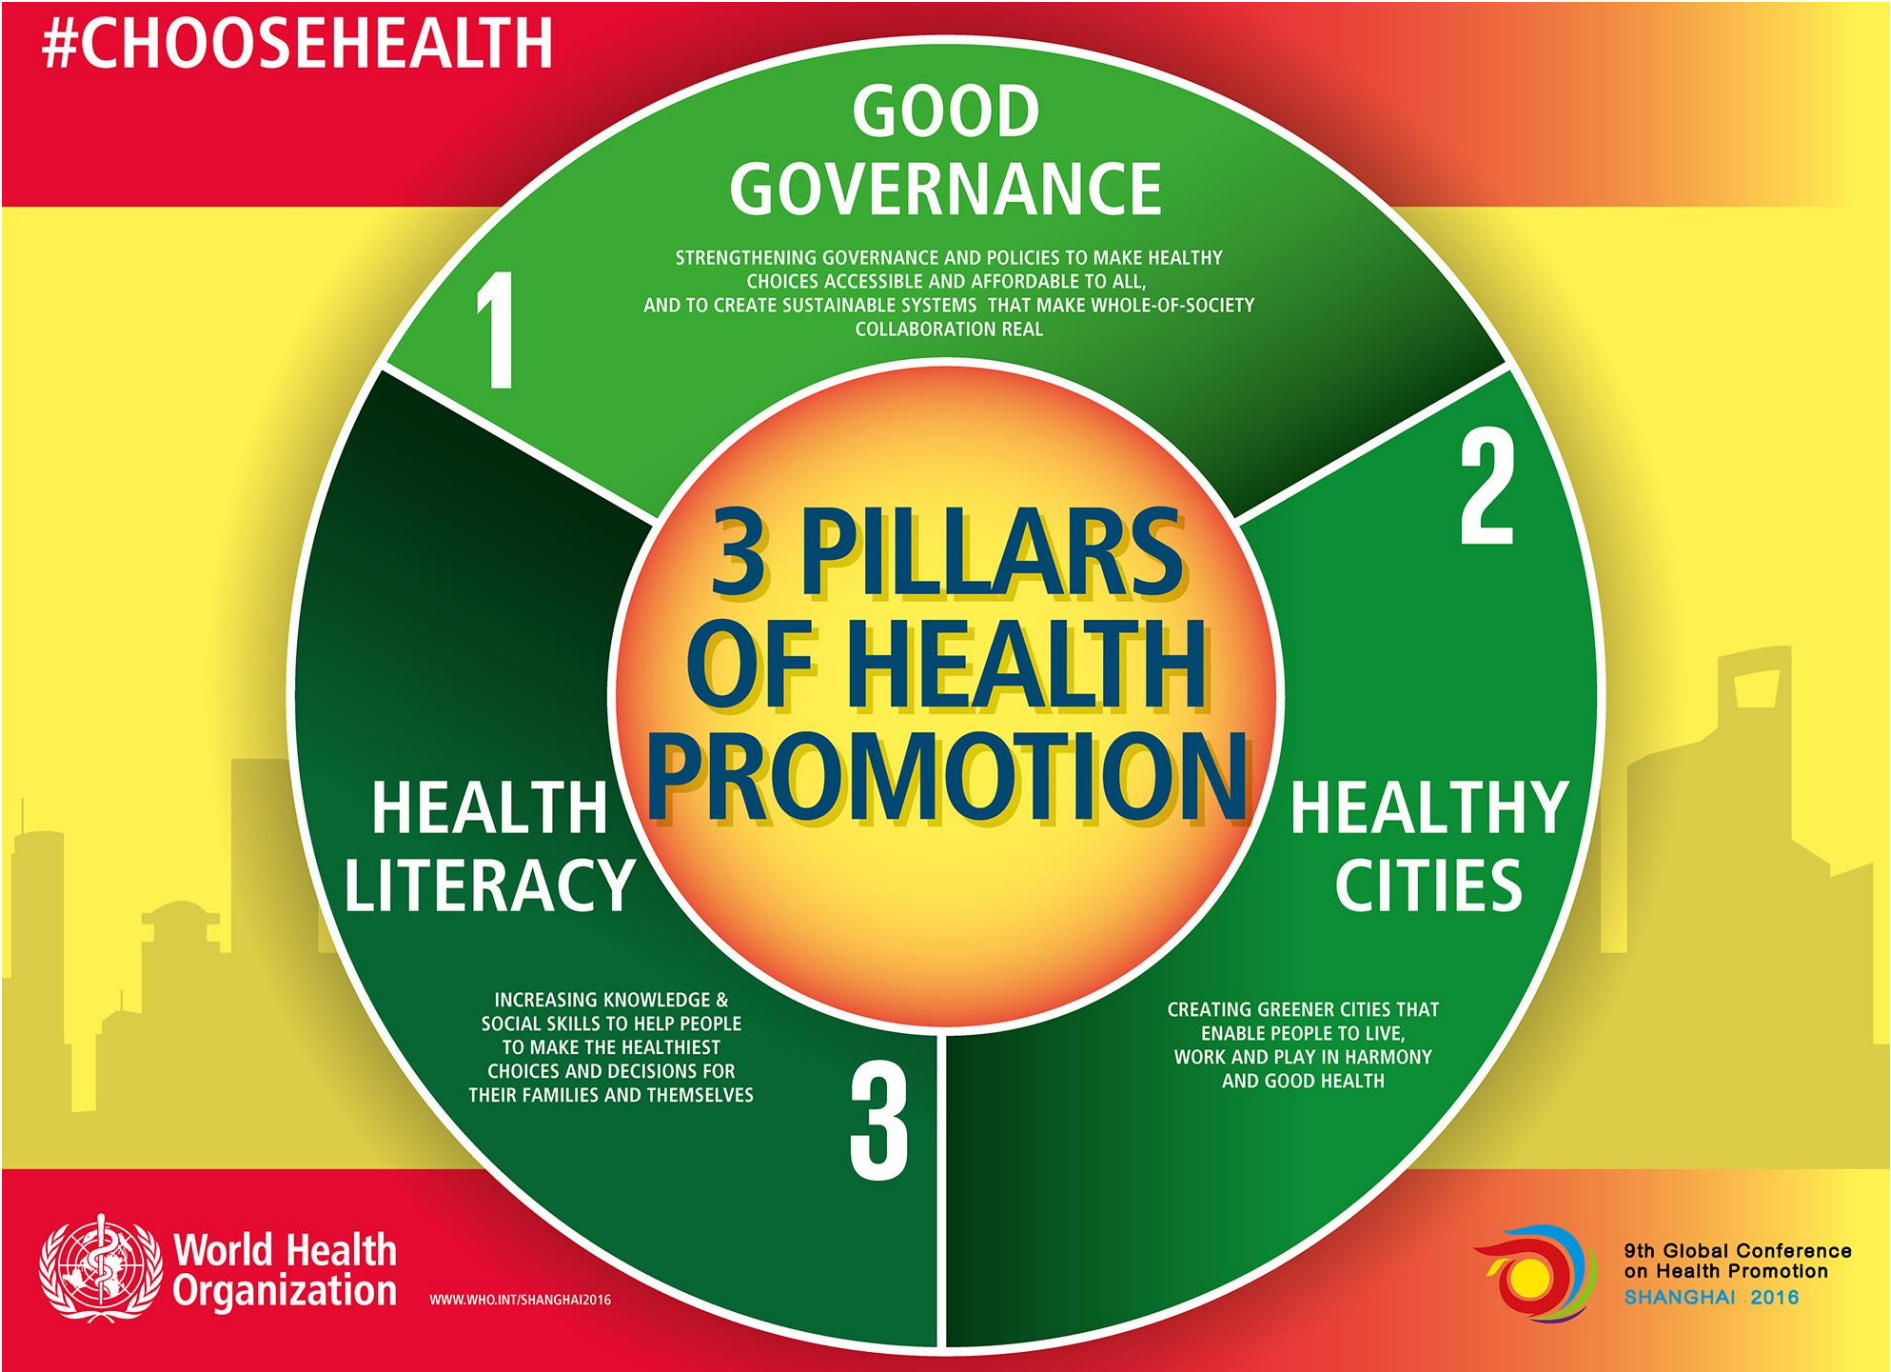 #CHOOSEHEALTH
GOOD
GOVERNANCE
STRENGTHENING GOVERNANCE AND POLICIES TO MAKE HEALTHY
CHOICES ACCESSIBLE AND AFFORDABLE TO ALL,
AND TO CREATE SUSTAINABLE SYSTEMS THAT MAKE WHOLE-OF-SOCIETY
COLLABORATION REAL
1
2
3 PILLARS
OF HEALTH
PROMOTION
HEALTHY
CITIES
CREATING GREENER CITIES THAT
ENABLE PEOPLE TO LIVE,
WORK AND PLAY IN HARMONY
AND GOOD HEALTH
HEALTH
LITERACY
INCREASING KNOWLEDGE &
SOCIAL SKILLS TO HELP PEOPLE
TO MAKE THE HEALTHIEST
CHOICES AND DECISIONS FOR
THEIR FAMILIES AND THEMSELVES
3
World Health
Organization
WWW.WHO.INT/SHANGHAI2016
9th Global Conference
on Health Promotion
SHANGHAI 2016